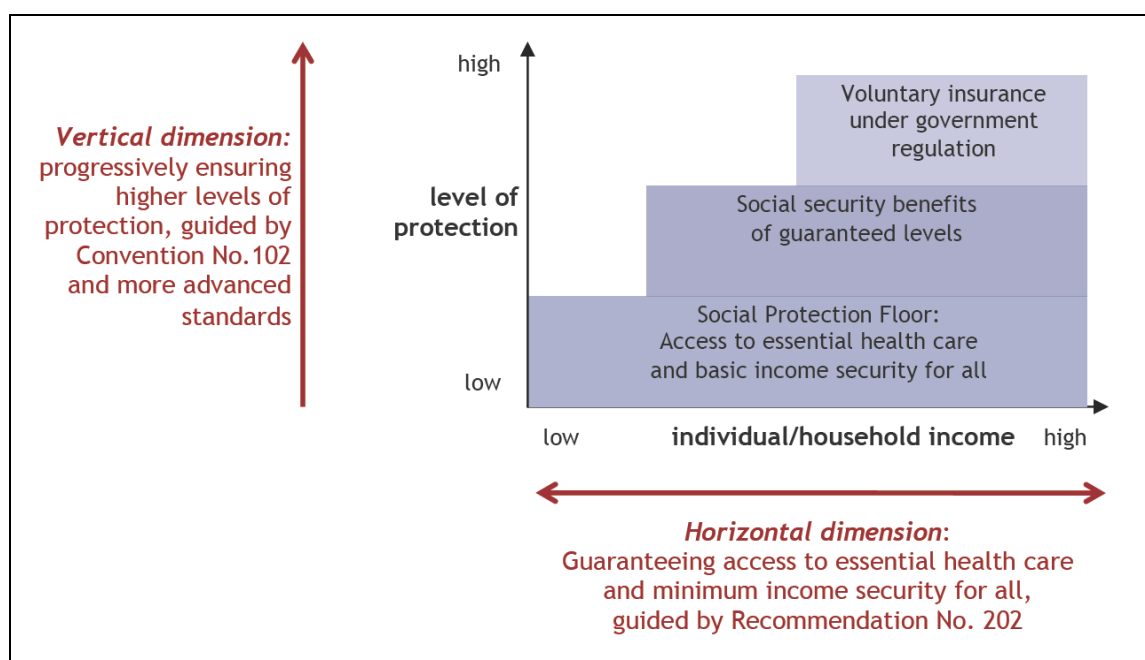 Vertical dimension:
progressively ensuring
higher levels of
protection, guided by
Convention No.102
and more advanced
standards
high
level of
protection
low
Voluntary insurance
under government
regulation
Social security benefits
of guaranteed levels
Social Protection Floor:
Access to essential health care
and basic income security for all
low
individual/household income
high
Horizontal dimension:
Guaranteeing access to essential health care
and minimum income security for all,
guided by Recommendation No. 202